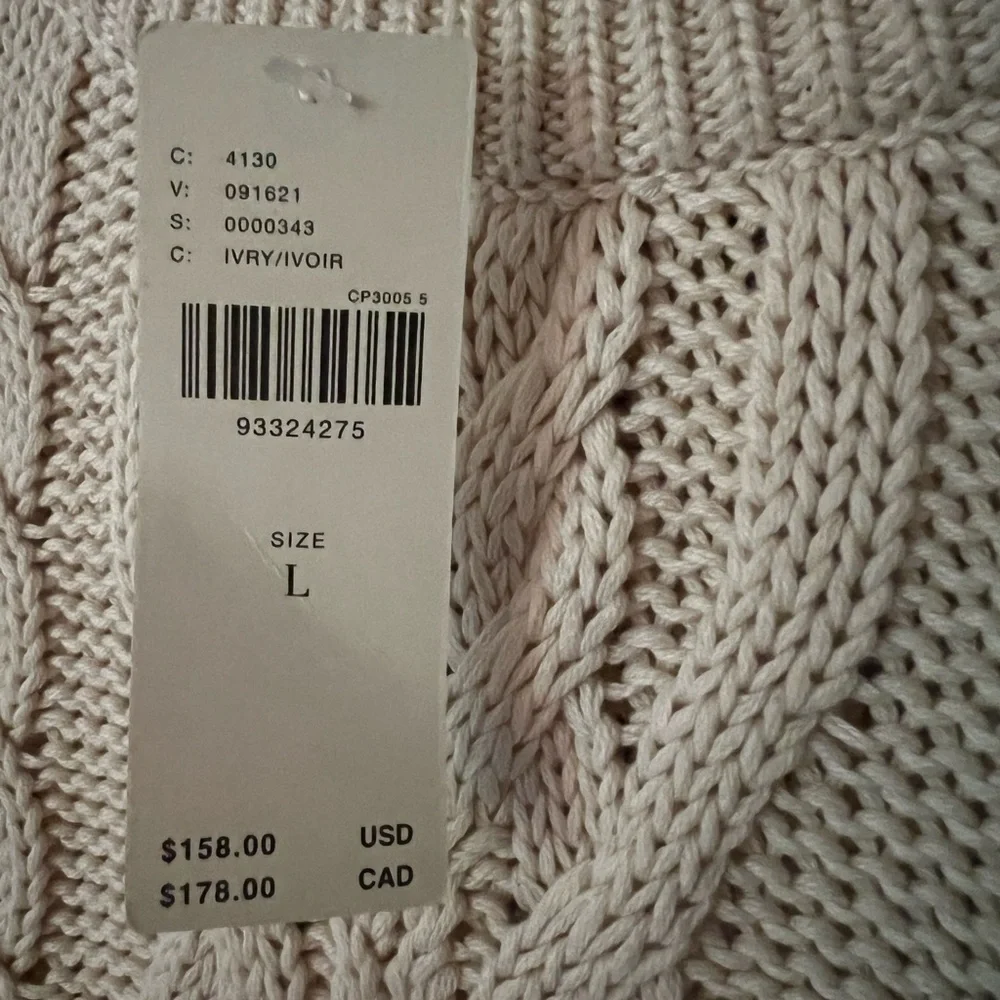 C: 4130
V: 091621
S: 0000343
C: IVRY/IVOIR
CP3005 5
93324275
SIZE
L
$158.00 USD
$178.00 CAD